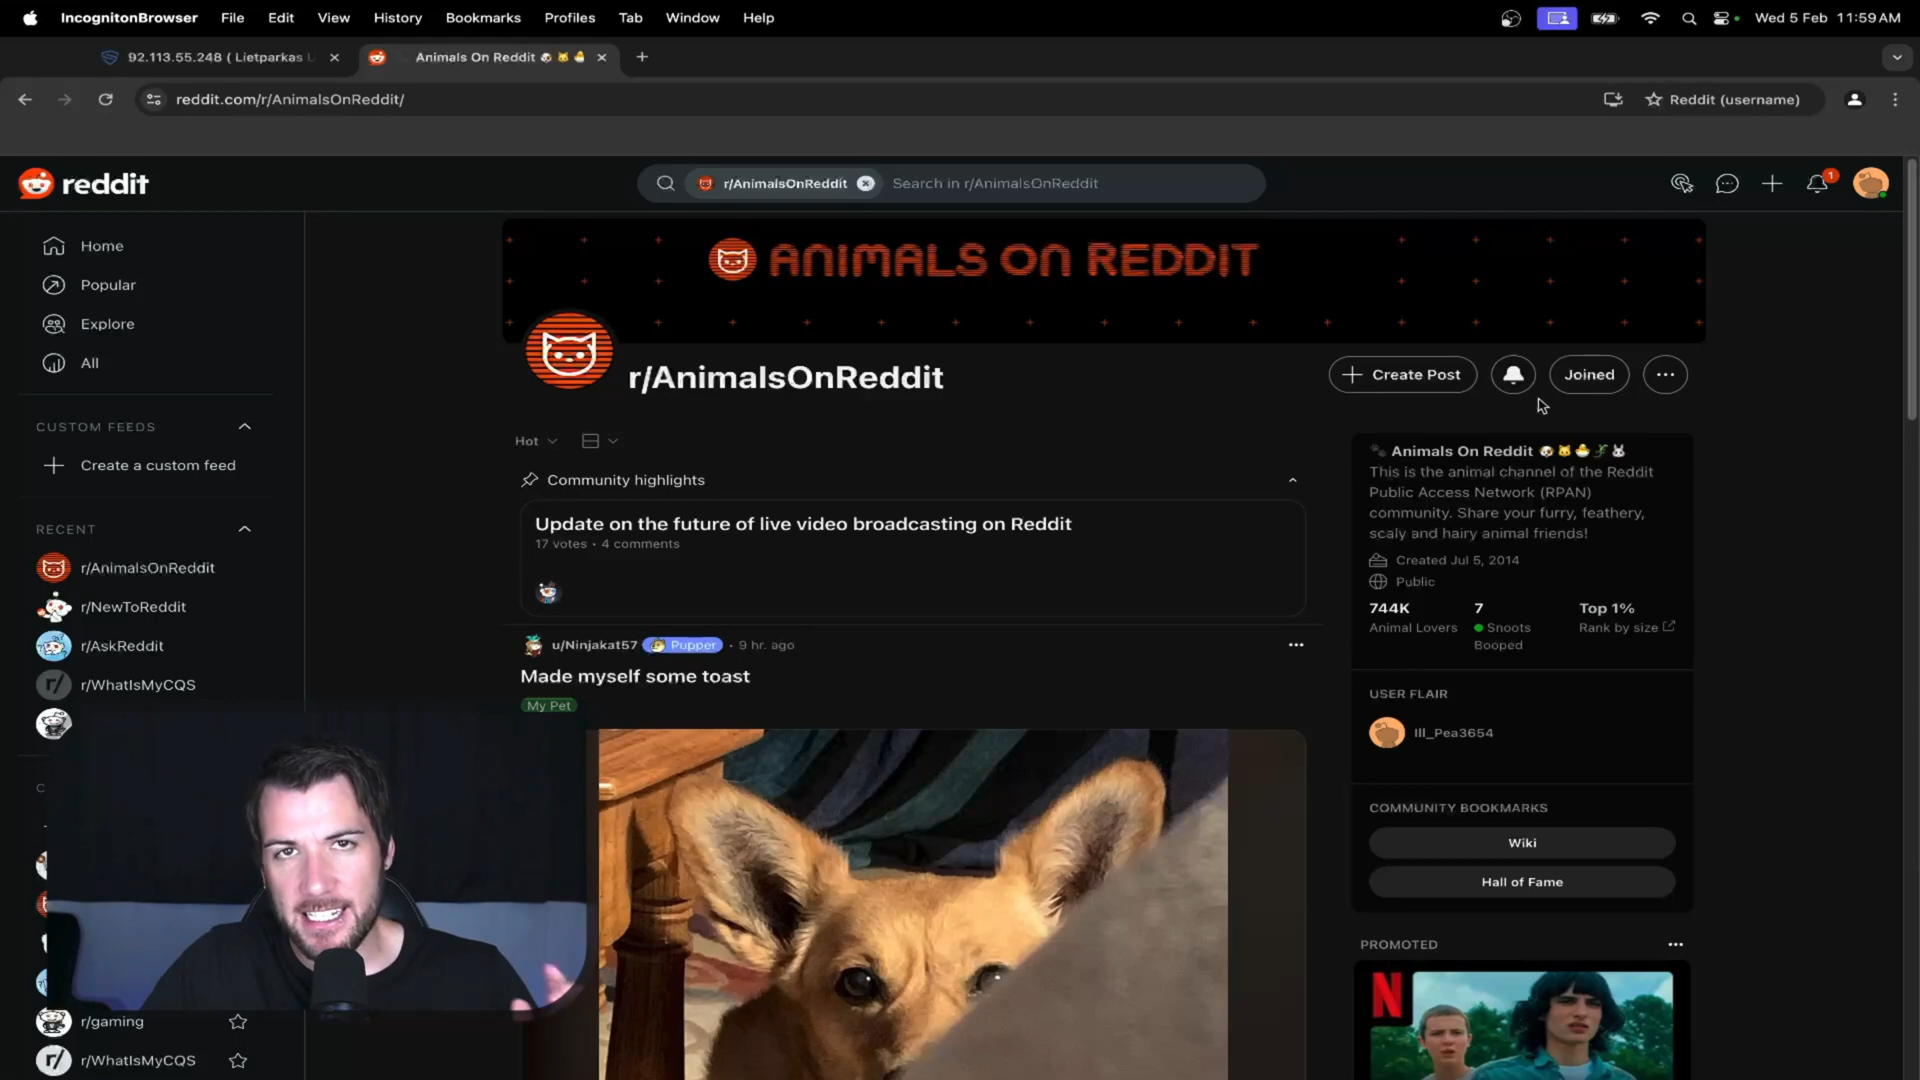 IncognitonBrowser File Edit View History Bookmarks Profiles Tab Window Help
Wed 5 Feb 11:59 AM
92.113.55.248 ( Lietparkas
Animals On Reddit 🐶 🐱 🐣
reddit.com/r/AnimalsOnReddit/
Reddit (username)
reddit
r/AnimalsOnReddit
Search in r/AnimalsOnReddit
1
Home
Popular
Explore
All
CUSTOM FEEDS
Create a custom feed
RECENT
r/AnimalsOnReddit
r/NewToReddit
r/AskReddit
r/WhatIsMyCQS
r/gaming
r/WhatIsMyCQS
ANIMALS ON REDDIT
r/AnimalsOnReddit
Create Post
Joined
Hot
Community highlights
Update on the future of live video broadcasting on Reddit
17 votes • 4 comments
u/Ninjakat57 Pupper • 9 hr. ago
Made myself some toast
My Pet
🐾 Animals On Reddit 🐶🐱🐣🦎🐰
This is the animal channel of the Reddit
Public Access Network (RPAN)
community. Share your furry, feathery,
scaly and hairy animal friends!
Created Jul 5, 2014
Public
744K
Animal Lovers
7
Snoots
Booped
Top 1%
Rank by size
USER FLAIR
Ill_Pea3654
COMMUNITY BOOKMARKS
Wiki
Hall of Fame
PROMOTED
N